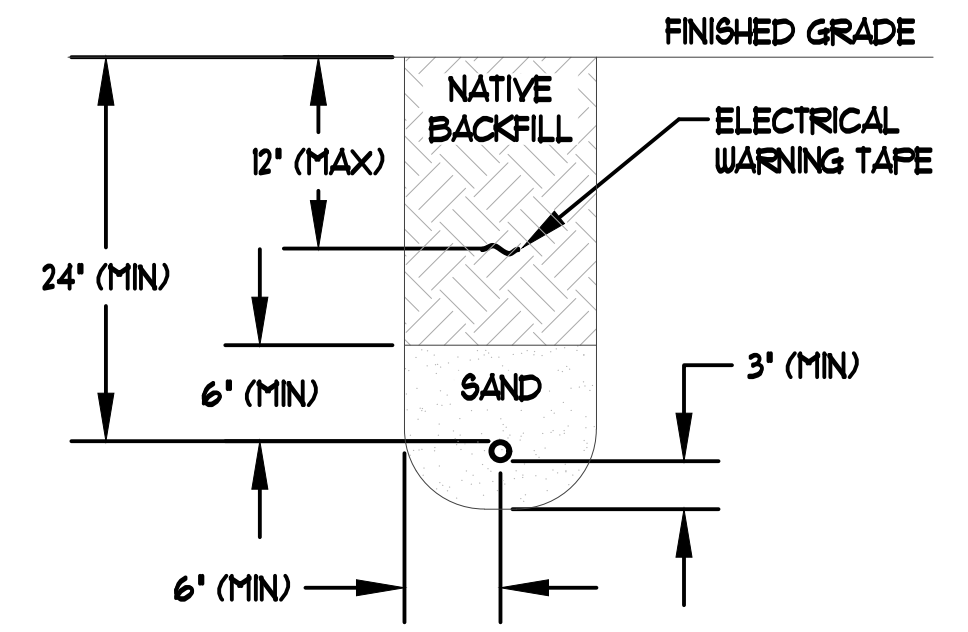 FINISHED GRADE
NATIVE
BACKFILL
ELECTRICAL
WARNING TAPE
12" (MAX)
24" (MIN)
6" (MIN)
SAND
3" (MIN)
6" (MIN)